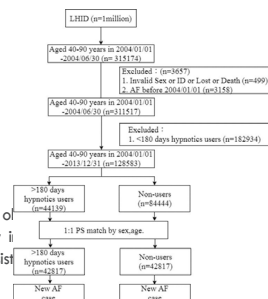 LHID (n=1million)
Aged 40-90 years in 2004/01/01
-2004/06/30 (n= 315174)
Excluded：(n=3657)
1. Invalid Sex or ID or Lost or Death (n=499)
2. AF before 2004/01/01 (n=3158)
Aged 40-90 years in 2004/01/01
-2004/06/30 (n=311517)
Excluded：
1. <180 days hypnotics users (n=182934)
Aged 40-90 years in 2004/01/01
-2013/12/31 (n=128583)
>180 days
hypnotics users
(n=44139)
Non-users
(n=84444)
1:1 PS match by sex,age.
>180 days
hypnotics users
(n=42817)
Non-users
(n=42817)
New AF
case
New AF
case